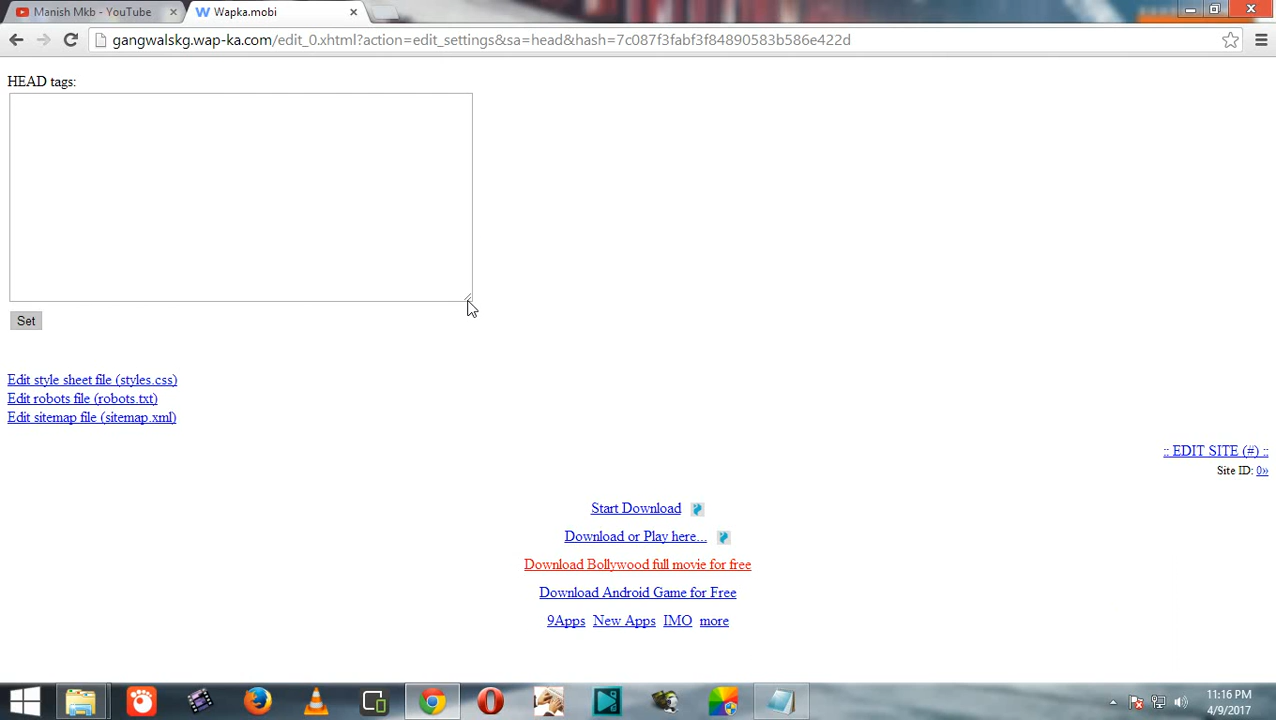 Manish Mkb - YouTube
Wapka.mobi
gangwalskg.wap-ka.com/edit_0.xhtml?action=edit_settings&sa=head&hash=7c087f3fabf3f84890583b586e422d
HEAD tags:
Set
Edit style sheet file (styles.css)
Edit robots file (robots.txt)
Edit sitemap file (sitemap.xml)
:: EDIT SITE (#) ::
Site ID: 0»
Start Download
Download or Play here...
Download Bollywood full movie for free
Download Android Game for Free
9Apps New Apps IMO more
11:16 PM
4/9/2017